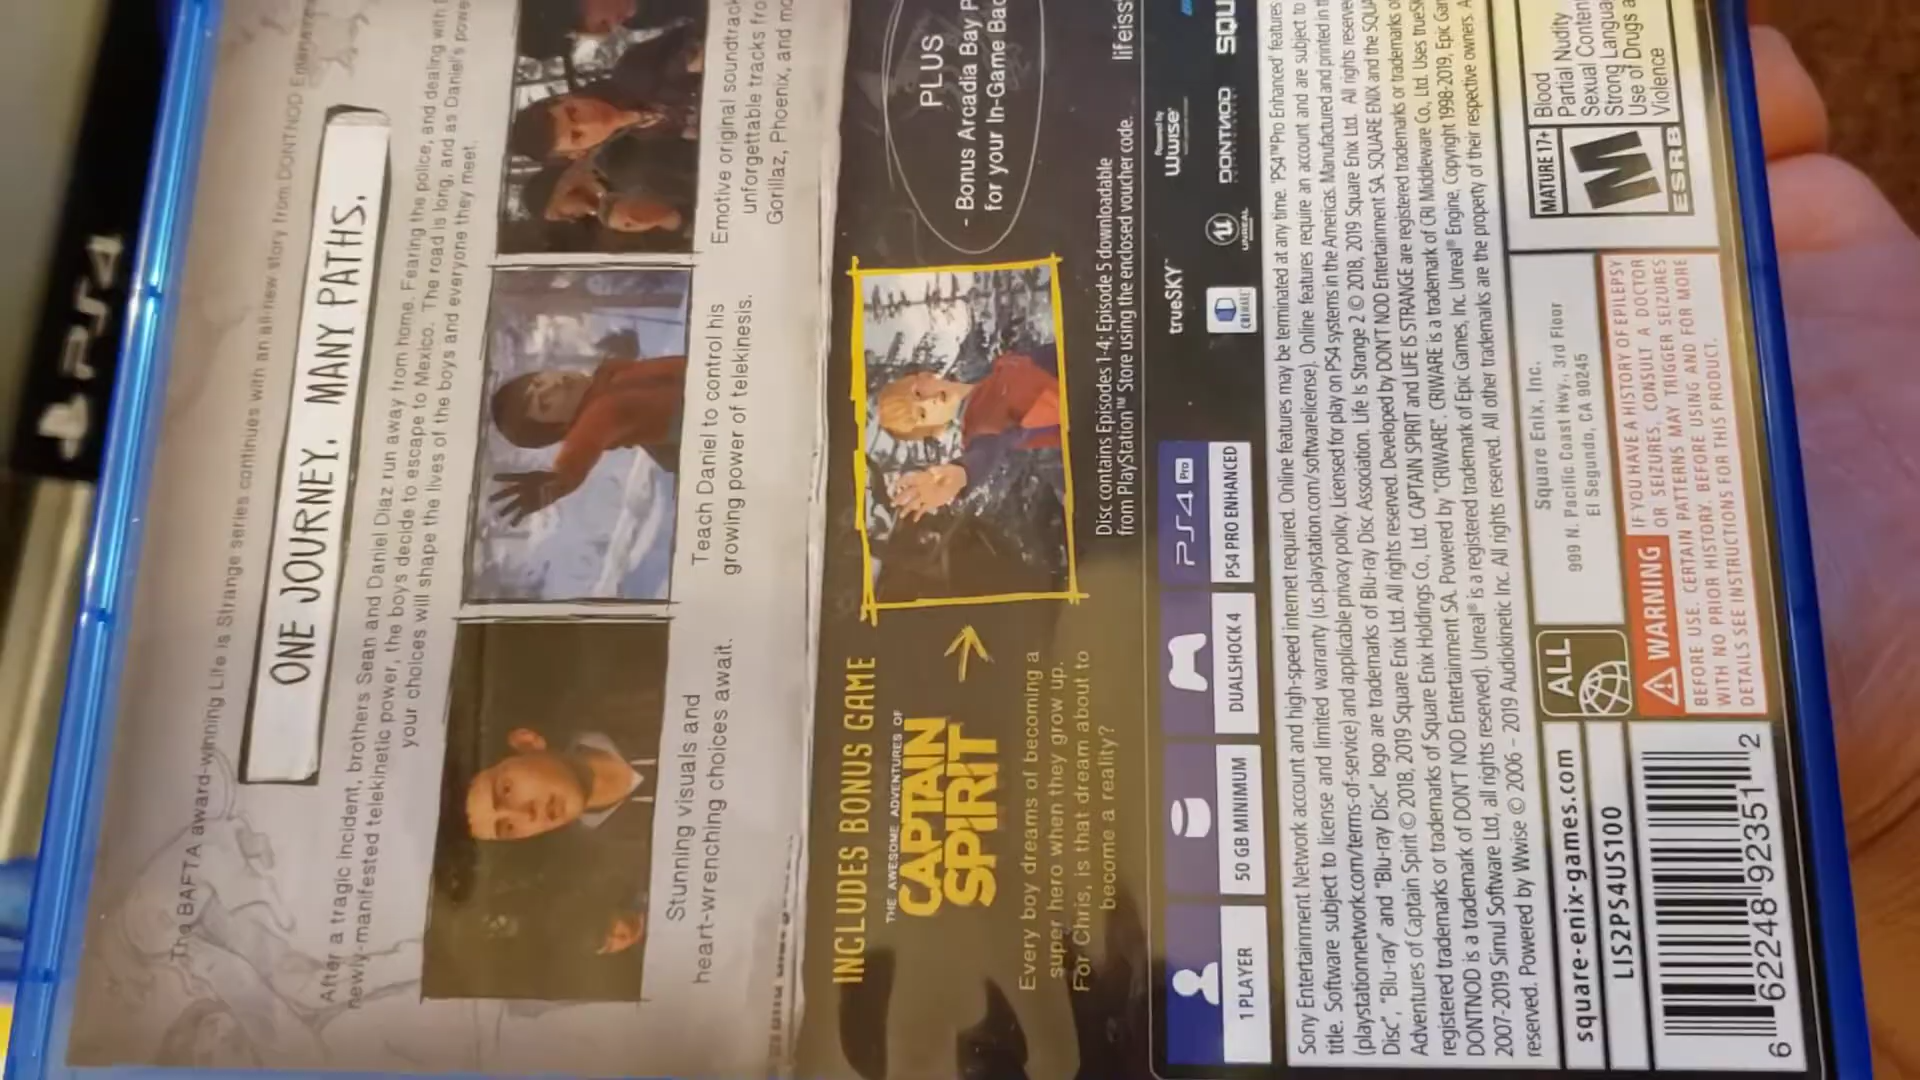 PS4
The BAFTA award-winning Life is Strange series continues with an all-new story from DONTNOD
ONE JOURNEY. MANY PATHS.
After a tragic incident, brothers Sean and Daniel Diaz run away from home. Fearing the police, and dealing with
newly-manifested telekinetic power, the boys decide to escape to Mexico. The road is long, and as Daniel's
your choices will shape the lives of the boys and everyone they meet.
Stunning visuals and
heart-wrenching choices await.
Teach Daniel to control his
growing power of telekinesis.
Emotive original soundtrack
unforgettable tracks
Gorillaz, Phoenix, and
INCLUDES BONUS GAME
THE AWESOME ADVENTURES OF
CAPTAIN
SPIRIT
Every boy dreams of becoming a
super hero when they grow up.
For Chris, is that dream about to
become a reality?
PLUS
- Bonus Arcadia Bay
for your In-Game
Disc contains Episodes 1-4; Episode 5 downloadable
from PlayStation™ Store using the enclosed voucher code.
1 PLAYER
50 GB MINIMUM
DUALSHOCK 4
PS4 Pro
PS4 PRO ENHANCED
trueSKY™
CRIWARE
UNREAL
Powered by
Wwise
DONTNOD
Sony Entertainment Network account and high-speed internet required. Online features may be terminated at any time. 'PS4™Pro Enhanced' features
title. Software subject to license and limited warranty (us.playstation.com/softwarelicense). Online features require an account and are subject to
(playstationnetwork.com/terms-of-service) and applicable privacy policy. Licensed for play on PS4 systems in the Americas. Manufactured and printed in
Disc", "Blu-ray" and "Blu-ray Disc" logo are trademarks of Blu-ray Disc Association. Life Is Strange 2 © 2018, 2019 Square Enix Ltd. All rights reserved
Adventures of Captain Spirit © 2018, 2019 Square Enix Ltd. All rights reserved. Developed by DON'T NOD Entertainment SA. SQUARE ENIX and the
registered trademarks or trademarks of Square Enix Holdings Co., Ltd. CAPTAIN SPIRIT and LIFE IS STRANGE are registered trademarks or trademarks
DONTNOD is a trademark of DON'T NOD Entertainment SA. Powered by "CRIWARE". CRIWARE is a trademark of CRI Middleware Co., Ltd. Uses
2007-2019 Simul Software Ltd, all rights reserved). Unreal® is a registered trademark of Epic Games, Inc. Unreal® Engine, Copyright 1998-2019, Epic
reserved. Powered by Wwise © 2006 - 2019 Audiokinetic Inc. All rights reserved. All other trademarks are the property of their respective owners.
square-enix-games.com
LIS2PS4US100
6 62248 92351 2
ALL
Square Enix, Inc.
999 N. Pacific Coast Hwy., 3rd Floor
El Segundo, CA 90245
WARNING
IF YOU HAVE A HISTORY OF EPILEPSY
OR SEIZURES, CONSULT A DOCTOR
BEFORE USE. CERTAIN PATTERNS MAY TRIGGER SEIZURES
WITH NO PRIOR HISTORY. BEFORE USING AND FOR MORE
DETAILS SEE INSTRUCTIONS FOR THIS PRODUCT.
MATURE 17+
M
ESRB
Blood
Partial Nudity
Sexual Content
Strong
Use of Drugs
Violence